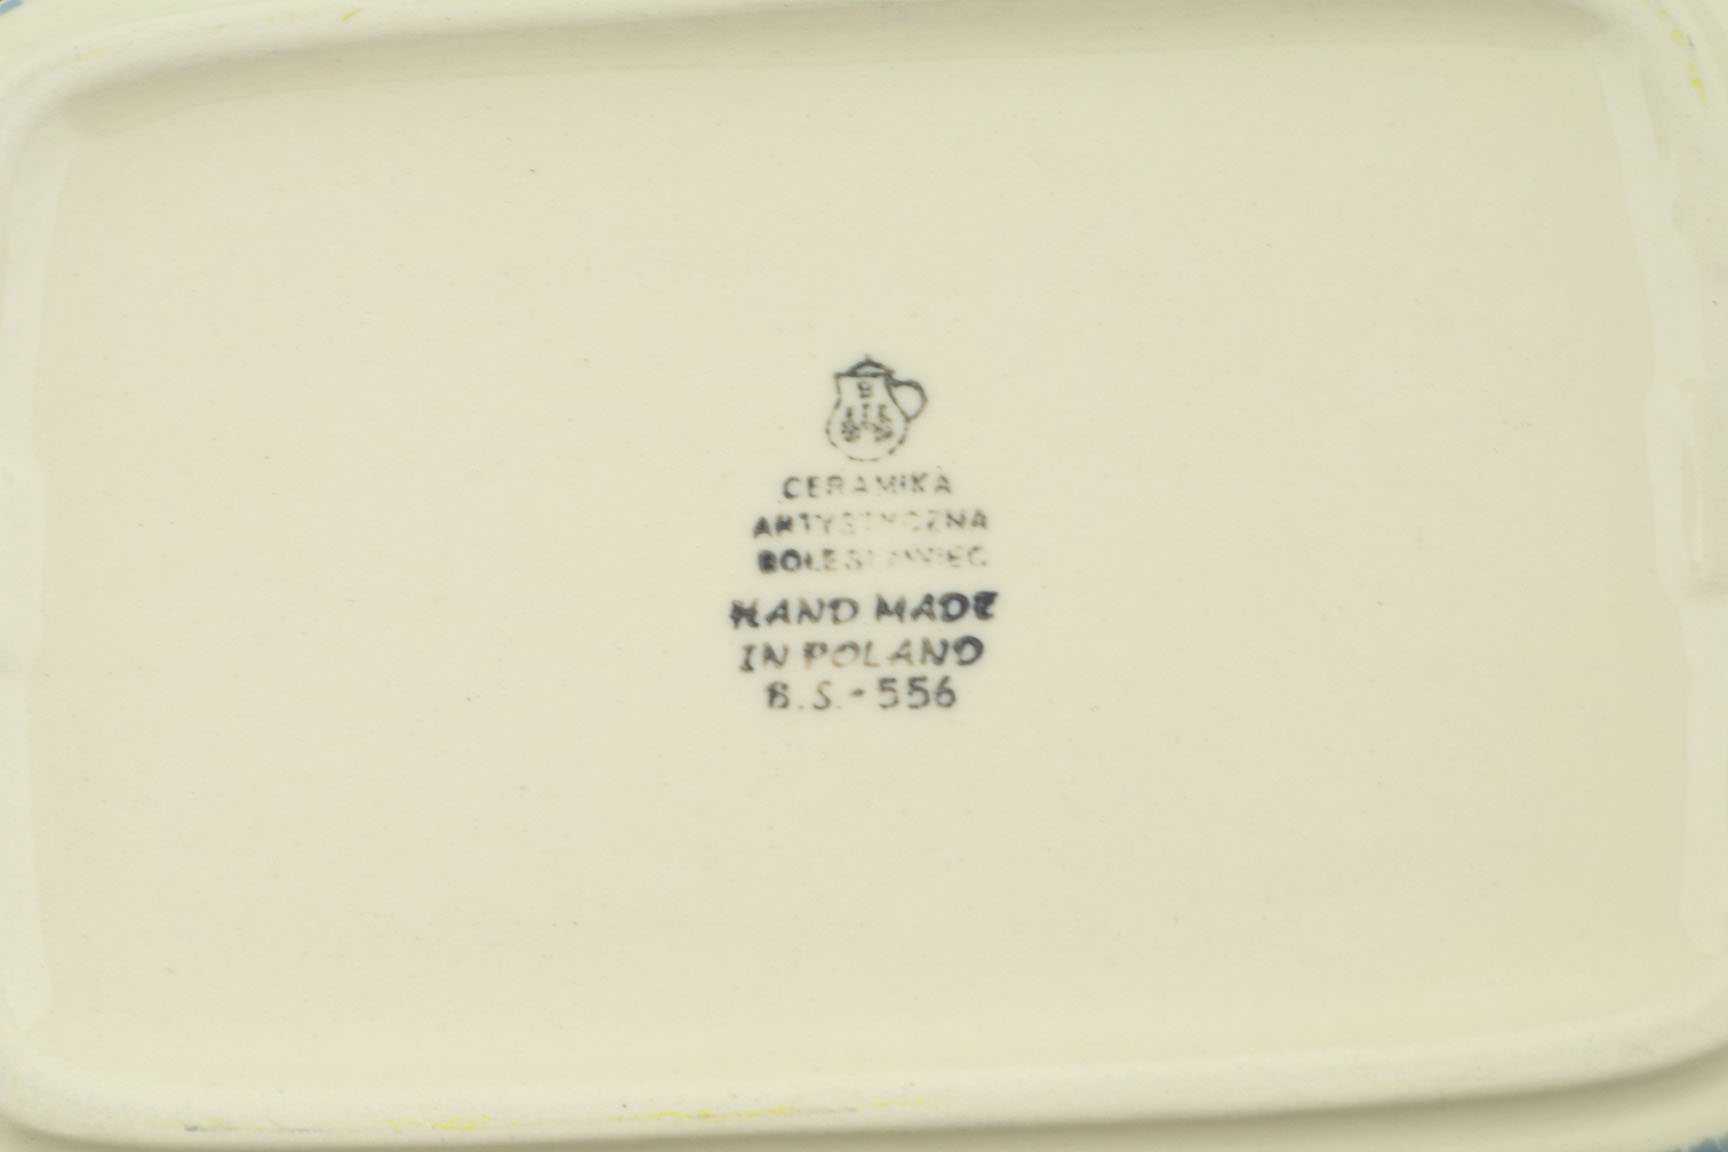 CERAMIKA
ARTYSTYCZNA
BOLESŁAWIEC
HAND MADE
IN POLAND
B.S.-556